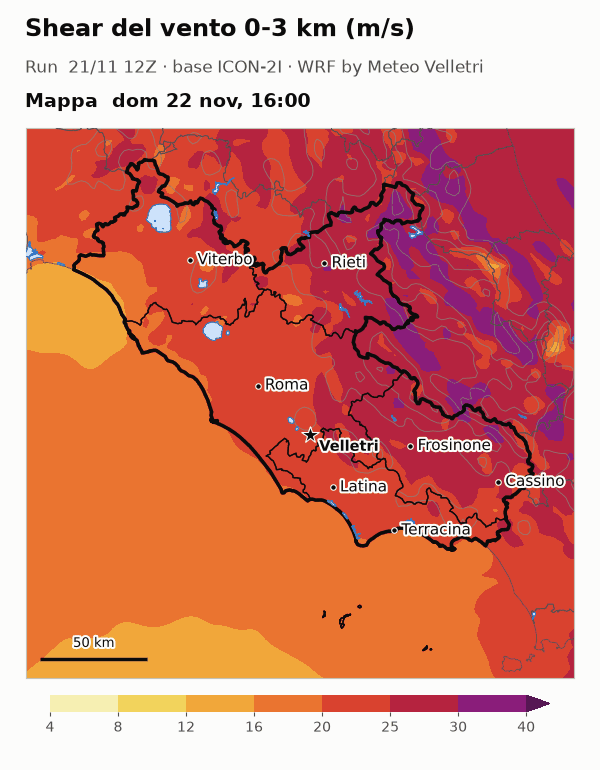 Shear del vento 0-3 km (m/s)
Run  21/11 12Z · base ICON-2I · WRF by Meteo Velletri
Mappa  dom 22 nov, 16:00
Viterbo
Rieti
Roma
Velletri
Frosinone
Latina
Cassino
Terracina
50 km
4 8 12 16 20 25 30 40